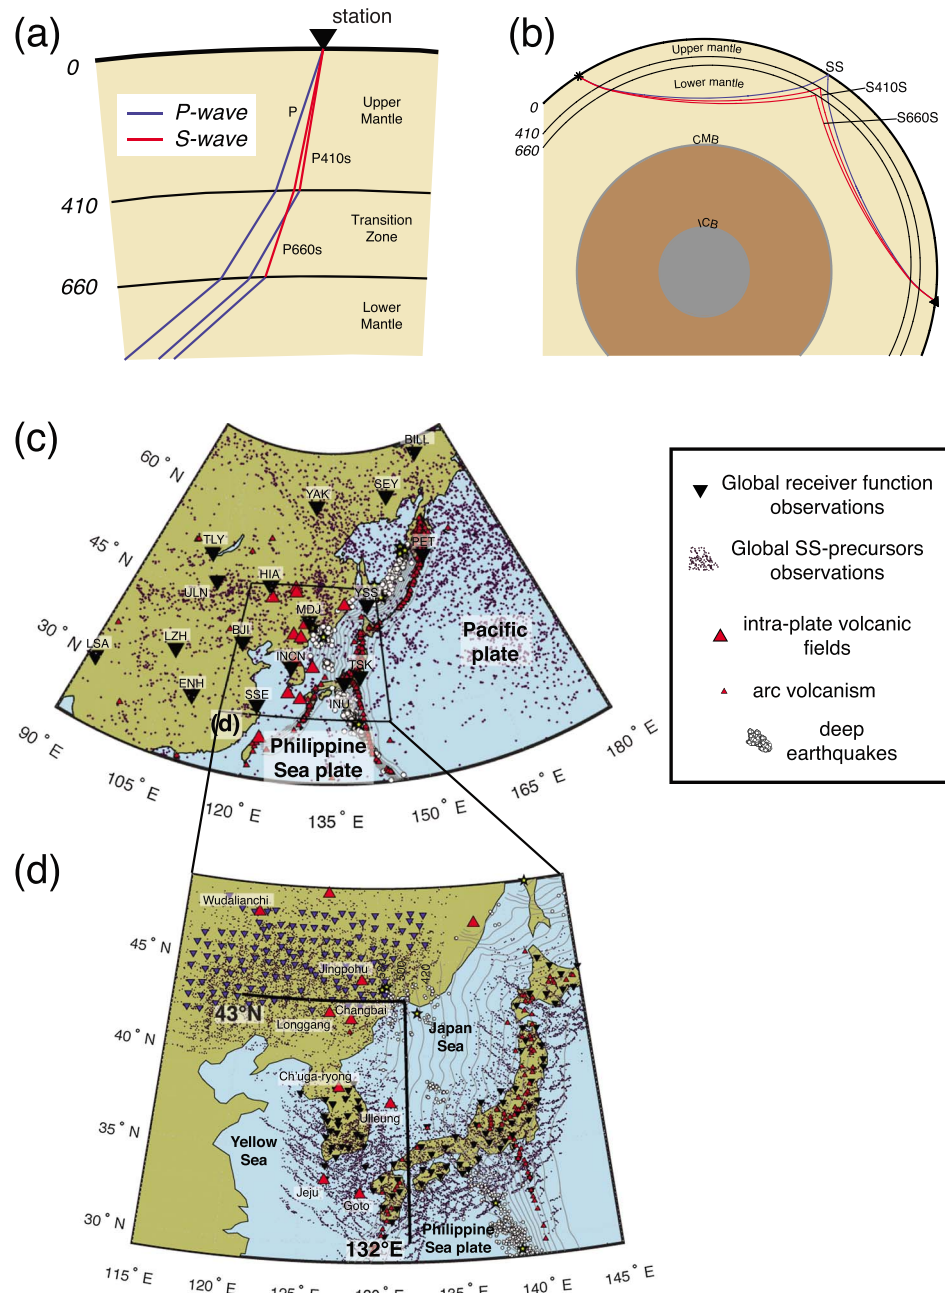 (a)
station
0
P-wave
S-wave
P
Upper
Mantle
P410s
410
Transition
Zone
P660s
660
Lower
Mantle
(b)
Upper mantle
SS
Lower mantle
S410S
S660S
0
410
660
CMB
ICB
(c)
60° N
45° N
30° N
90° E
105° E
120° E
135° E
150° E
165° E
180° E
BILL
SEY
YAK
PET
TLY
HIA
ULN
YSS
MDJ
LSA
LZH
BJI
INCN
TSK
ENH
SSE
INU
Pacific
plate
(d)
Philippine
Sea plate
Global receiver function
observations
Global SS-precursors
observations
intra-plate volcanic
fields
arc volcanism
deep
earthquakes
(d)
Wudalianchi
45° N
Jingpohu
300
120
43°N
Changbai
Longgang
Japan
Sea
40° N
Ch'uga-ryong
Ulleung
35° N
Yellow
Sea
Jeju
Goto
30° N
132°E
Philippine
Sea plate
115° E
120° E
125° E
130° E
135° E
140° E
145° E